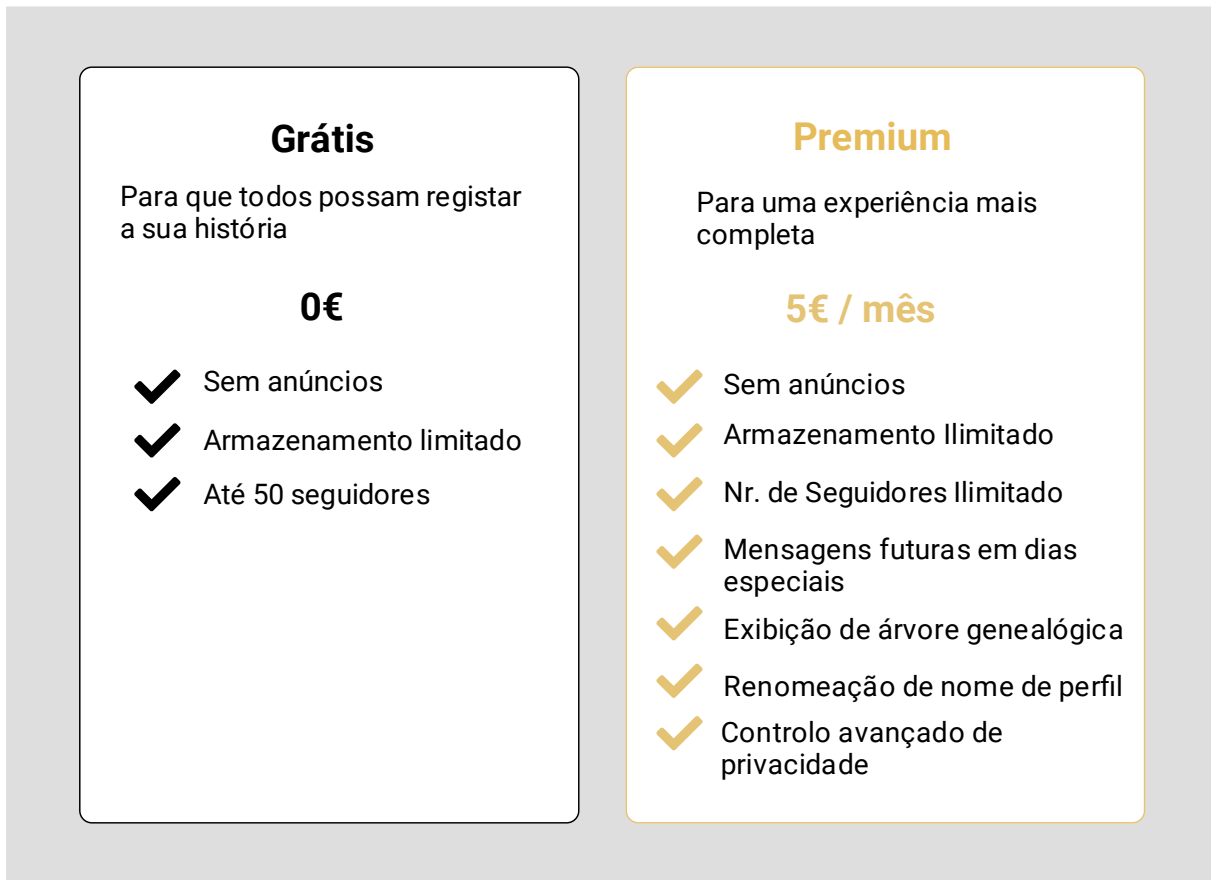 Grátis
Para que todos possam registar
a sua história
0€
Sem anúncios
Armazenamento limitado
Até 50 seguidores
Premium
Para uma experiência mais
completa
5€ / mês
Sem anúncios
Armazenamento Ilimitado
Nr. de Seguidores Ilimitado
Mensagens futuras em dias
especiais
Exibição de árvore genealógica
Renomeação de nome de perfil
Controlo avançado de
privacidade